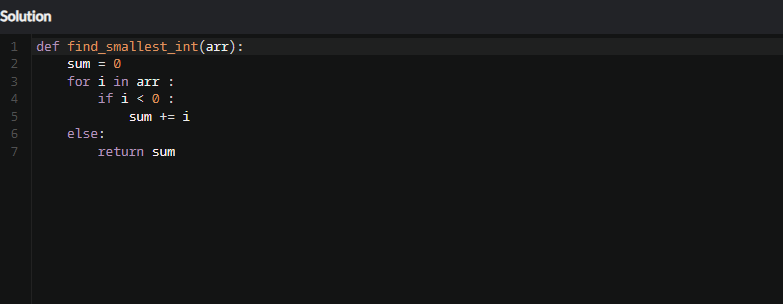 Solution
1 def find_smallest_int(arr):
2     sum = 0
3     for i in arr :
4         if i < 0 :
5             sum += i
6     else:
7         return sum